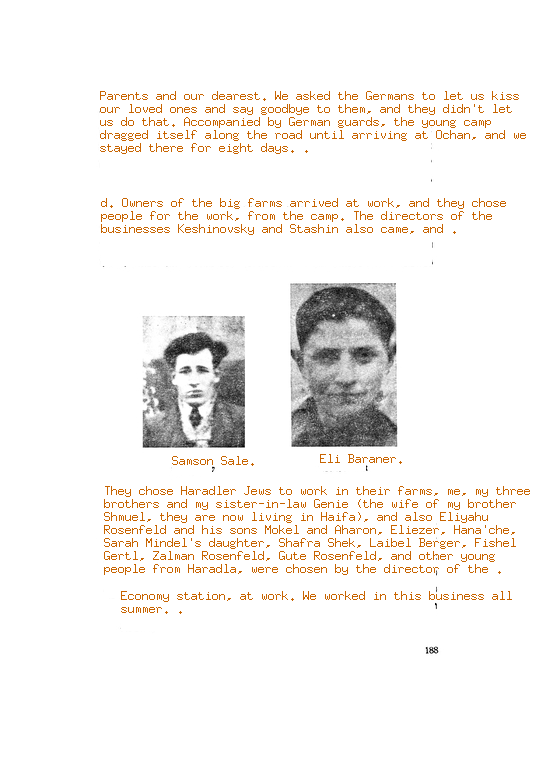 Parents and our dearest. We asked the Germans to let us kiss
our loved ones and say goodbye to them, and they didn't let
us do that. Accompanied by German guards, the young camp
dragged itself along the road until arriving at Ochan, and we
stayed there for eight days. .
d. Owners of the big farms arrived at work, and they chose
people for the work, from the camp. The directors of the
businesses Keshinovsky and Stashin also came, and .
Samson Sale.
Eli Baraner.
They chose Haradler Jews to work in their farms, me, my three
brothers and my sister-in-law Genie (the wife of my brother
Shmuel, they are now living in Haifa), and also Eliyahu
Rosenfeld and his sons Mokel and Aharon, Eliezer, Hana'che,
Sarah Mindel's daughter, Shafra Shek, Laibel Berger, Fishel
Gertl, Zalman Rosenfeld, Gute Rosenfeld, and other young
people from Haradla, were chosen by the director of the .
Economy station, at work. We worked in this business all
summer. .
188